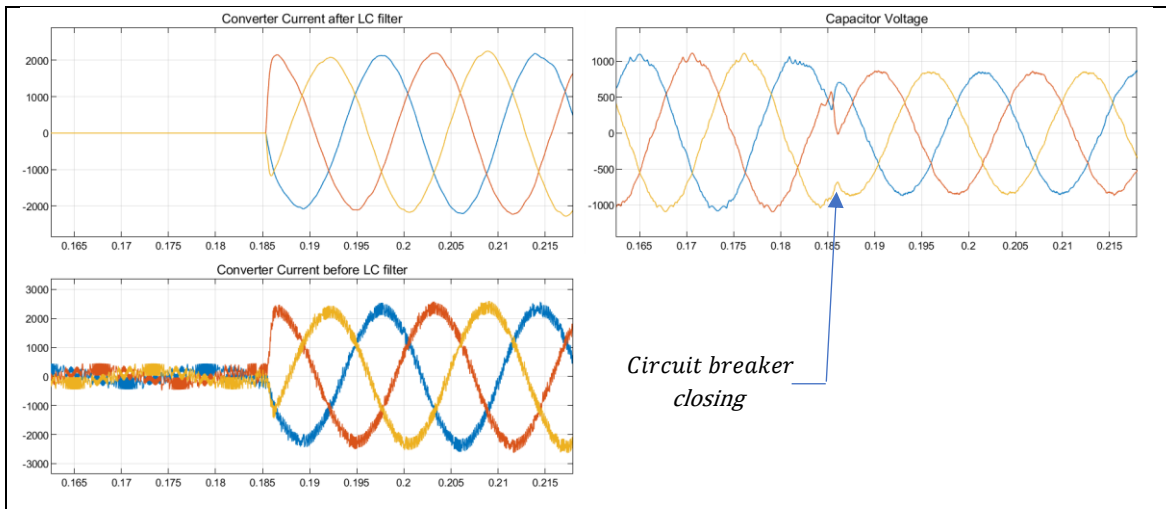 Converter Current after LC filter
2000
1000
0
-1000
-2000
0.165 0.17 0.175 0.18 0.185 0.19 0.195 0.2 0.205 0.21 0.215
Capacitor Voltage
1000
500
0
-500
-1000
0.165 0.17 0.175 0.18 0.185 0.19 0.195 0.2 0.205 0.21 0.215
Converter Current before LC filter
3000
2000
1000
0
-1000
-2000
-3000
0.165 0.17 0.175 0.18 0.185 0.19 0.195 0.2 0.205 0.21 0.215
Circuit breaker
closing